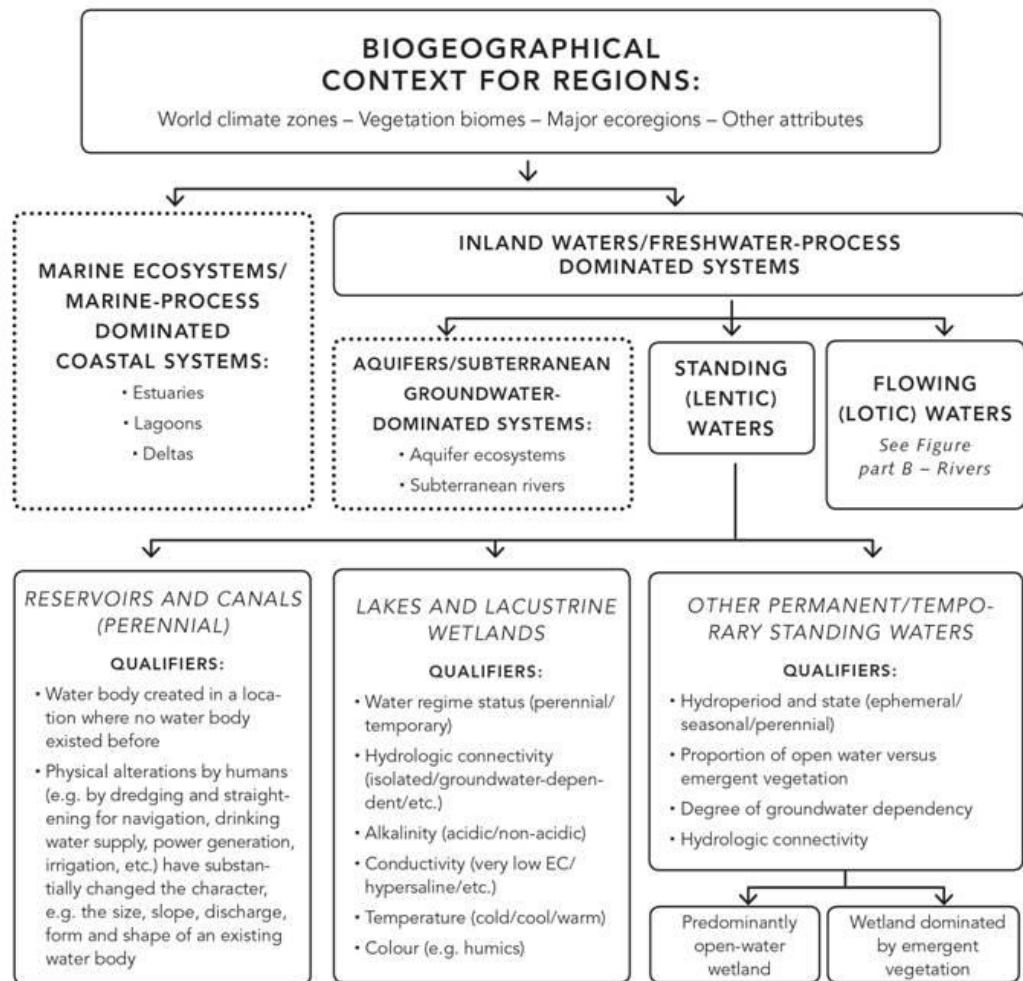 BIOGEOGRAPHICAL
CONTEXT FOR REGIONS:
World climate zones – Vegetation biomes – Major ecoregions – Other attributes
MARINE ECOSYSTEMS/
MARINE-PROCESS
DOMINATED
COASTAL SYSTEMS:
• Estuaries
• Lagoons
• Deltas
INLAND WATERS/FRESHWATER-PROCESS
DOMINATED SYSTEMS
AQUIFERS/SUBTERRANEAN
GROUNDWATER-
DOMINATED SYSTEMS:
• Aquifer ecosystems
• Subterranean rivers
STANDING
(LENTIC)
WATERS
FLOWING
(LOTIC) WATERS
See Figure
part B – Rivers
RESERVOIRS AND CANALS
(PERENNIAL)
QUALIFIERS:
• Water body created in a loca-
tion where no water body
existed before
• Physical alterations by humans
(e.g. by dredging and straight-
ening for navigation, drinking
water supply, power generation,
irrigation, etc.) have substan-
tially changed the character,
e.g. the size, slope, discharge,
form and shape of an existing
water body
LAKES AND LACUSTRINE
WETLANDS
QUALIFIERS:
• Water regime status (perennial/
temporary)
• Hydrologic connectivity
(isolated/groundwater-depen-
dent/etc.)
• Alkalinity (acidic/non-acidic)
• Conductivity (very low EC/
hypersaline/etc.)
• Temperature (cold/cool/warm)
• Colour (e.g. humics)
OTHER PERMANENT/TEMPO-
RARY STANDING WATERS
QUALIFIERS:
• Hydroperiod and state (ephemeral/
seasonal/perennial)
• Proportion of open water versus
emergent vegetation
• Degree of groundwater dependency
• Hydrologic connectivity
Predominantly
open-water
wetland
Wetland dominated
by emergent
vegetation